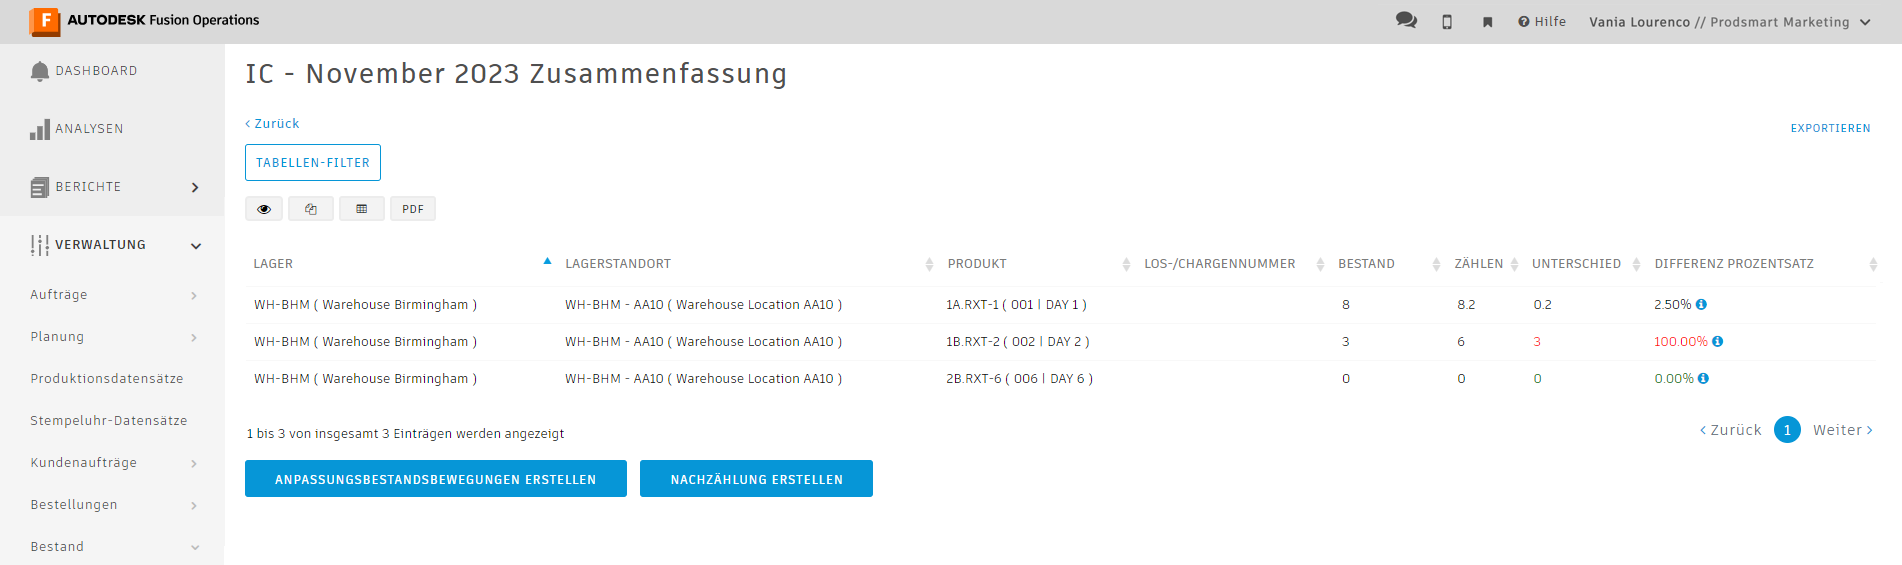 AUTODESK Fusion Operations
Hilfe
Vania Lourenco // Prodsmart Marketing
DASHBOARD
ANALYSEN
BERICHTE
VERWALTUNG
Aufträge
Planung
Produktionsdatensätze
Stempeluhr-Datensätze
Kundenaufträge
Bestellungen
Bestand
IC - November 2023 Zusammenfassung
< Zurück
EXPORTIEREN
TABELLEN-FILTER
PDF
LAGER LAGERSTANDORT PRODUKT LOS-/CHARGENNUMMER BESTAND ZÄHLEN UNTERSCHIED DIFFERENZ PROZENTSATZ
WH-BHM ( Warehouse Birmingham ) WH-BHM - AA10 ( Warehouse Location AA10 ) 1A.RXT-1 ( 001 | DAY 1 ) 8 8.2 0.2 2.50%
WH-BHM ( Warehouse Birmingham ) WH-BHM - AA10 ( Warehouse Location AA10 ) 1B.RXT-2 ( 002 | DAY 2 ) 3 6 3 100.00%
WH-BHM ( Warehouse Birmingham ) WH-BHM - AA10 ( Warehouse Location AA10 ) 2B.RXT-6 ( 006 | DAY 6 ) 0 0 0 0.00%
1 bis 3 von insgesamt 3 Einträgen werden angezeigt
< Zurück 1 Weiter >
ANPASSUNGSBESTANDSBEWEGUNGEN ERSTELLEN
NACHZÄHLUNG ERSTELLEN